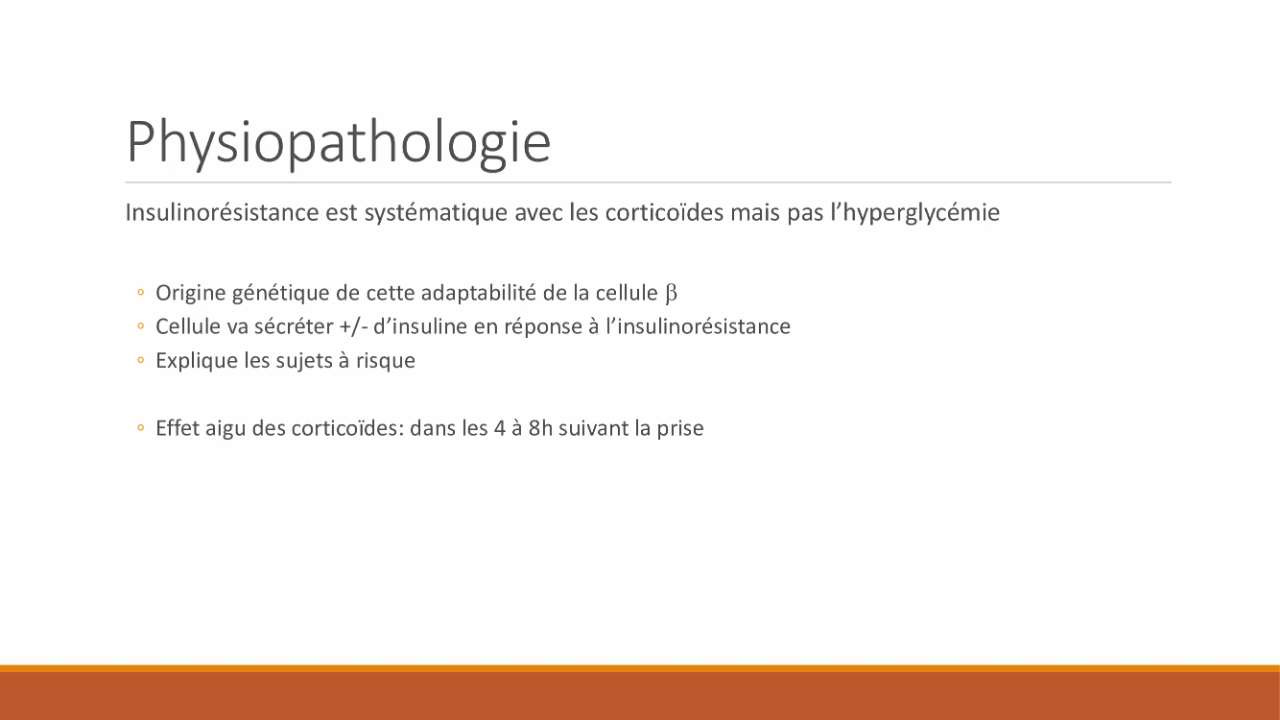 Physiopathologie
Insulinorésistance est systématique avec les corticoïdes mais pas l’hyperglycémie
◦ Origine génétique de cette adaptabilité de la cellule β
◦ Cellule va sécréter +/- d’insuline en réponse à l’insulinorésistance
◦ Explique les sujets à risque
◦ Effet aigu des corticoïdes: dans les 4 à 8h suivant la prise